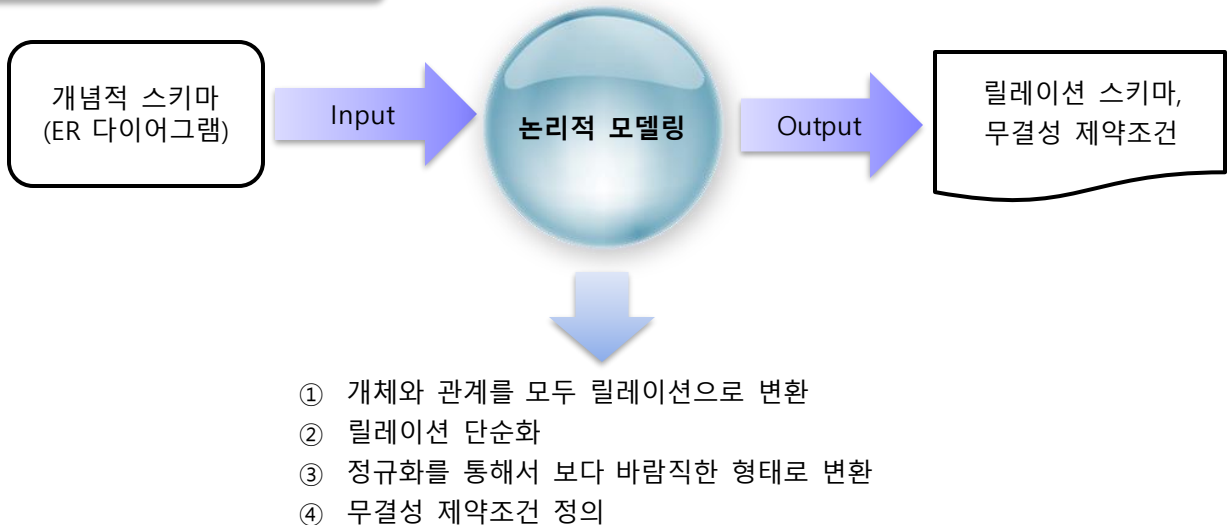 개념적 스키마
(ER 다이어그램)
Input
논리적 모델링
Output
릴레이션 스키마,
무결성 제약조건
① 개체와 관계를 모두 릴레이션으로 변환
② 릴레이션 단순화
③ 정규화를 통해서 보다 바람직한 형태로 변환
④ 무결성 제약조건 정의